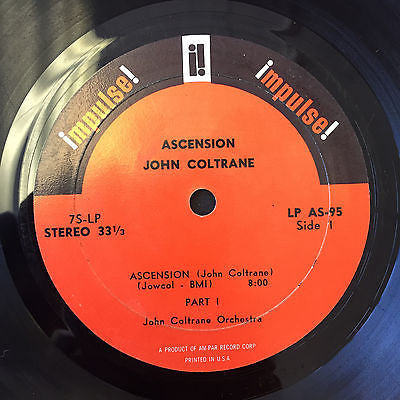 impulse!
i!
impulse!
ASCENSION
JOHN COLTRANE
7S-LP
STEREO 33⅓
LP AS-95
Side 1
ASCENSION (John Coltrane)
(Jowcol - BMI) 8:00
PART I
John Coltrane Orchestra
A PRODUCT OF AM-PAR RECORD CORP.
PRINTED IN U.S.A.